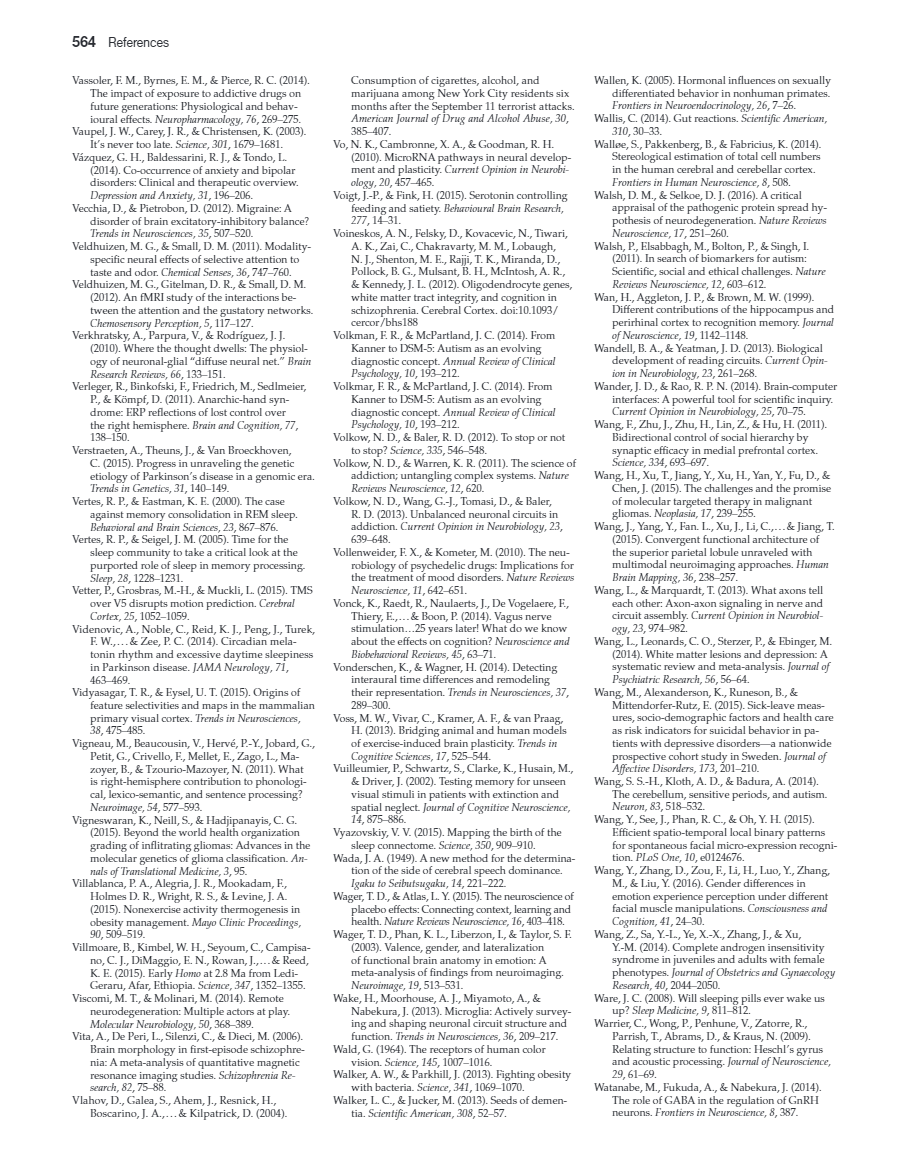 564 References
Vassoler, F. M., Byrnes, E. M., & Pierce, R. C. (2014).
The impact of exposure to addictive drugs on
future generations: Physiological and behav-
ioural effects. Neuropharmacology, 76, 269–275.
Vaupel, J. W., Carey, J. R., & Christensen, K. (2003).
It's never too late. Science, 301, 1679–1681.
Vázquez, G. H., Baldessarini, R. J., & Tondo, L.
(2014). Co-occurrence of anxiety and bipolar
disorders: Clinical and therapeutic overview.
Depression and Anxiety, 31, 196–206.
Vecchia, D., & Pietrobon, D. (2012). Migraine: A
disorder of brain excitatory-inhibitory balance?
Trends in Neurosciences, 35, 507–520.
Veldhuizen, M. G., & Small, D. M. (2011). Modality-
specific neural effects of selective attention to
taste and odor. Chemical Senses, 36, 747–760.
Veldhuizen, M. G., Gitelman, D. R., & Small, D. M.
(2012). An fMRI study of the interactions be-
tween the attention and the gustatory networks.
Chemosensory Perception, 5, 117–127.
Verkhratsky, A., Parpura, V., & Rodríguez, J. J.
(2010). Where the thought dwells: The physiol-
ogy of neuronal-glial "diffuse neural net." Brain
Research Reviews, 66, 133–151.
Verleger, R., Binkofski, F., Friedrich, M., Sedlmeier,
P., & Kömpf, D. (2011). Anarchic-hand syn-
drome: ERP reflections of lost control over
the right hemisphere. Brain and Cognition, 77,
138–150.
Verstraeten, A., Theuns, J., & Van Broeckhoven,
C. (2015). Progress in unraveling the genetic
etiology of Parkinson's disease in a genomic era.
Trends in Genetics, 31, 140–149.
Vertes, R. P., & Eastman, K. E. (2000). The case
against memory consolidation in REM sleep.
Behavioral and Brain Sciences, 23, 867–876.
Vertes, R. P., & Seigel, J. M. (2005). Time for the
sleep community to take a critical look at the
purported role of sleep in memory processing.
Sleep, 28, 1228–1231.
Vetter, P., Grosbras, M.-H., & Muckli, L. (2015). TMS
over V5 disrupts motion prediction. Cerebral
Cortex, 25, 1052–1059.
Videnovic, A., Noble, C., Reid, K. J., Peng, J., Turek,
F. W.,… & Zee, P. C. (2014). Circadian mela-
tonin rhythm and excessive daytime sleepiness
in Parkinson disease. JAMA Neurology, 71,
463–469.
Vidyasagar, T. R., & Eysel, U. T. (2015). Origins of
feature selectivities and maps in the mammalian
primary visual cortex. Trends in Neurosciences,
38, 475–485.
Vigneau, M., Beaucousin, V., Hervé, P.-Y., Jobard, G.,
Petit, G., Crivello, F., Mellet, E., Zago, L., Ma-
zoyer, B., & Tzourio-Mazoyer, N. (2011). What
is right-hemisphere contribution to phonologi-
cal, lexico-semantic, and sentence processing?
Neuroimage, 54, 577–593.
Vigneswaran, K., Neill, S., & Hadjipanayis, C. G.
(2015). Beyond the world health organization
grading of inflitrating gliomas: Advances in the
molecular genetics of glioma classification. An-
nals of Translational Medicine, 3, 95.
Villablanca, P. A., Alegria, J. R., Mookadam, F.,
Holmes D. R., Wright, R. S., & Levine, J. A.
(2015). Nonexercise activity thermogenesis in
obesity management. Mayo Clinic Proceedings,
90, 509–519.
Villmoare, B., Kimbel, W. H., Seyoum, C., Campisa-
no, C. J., DiMaggio, E. N., Rowan, J.,… & Reed,
K. E. (2015). Early Homo at 2.8 Ma from Ledi-
Geraru, Afar, Ethiopia. Science, 347, 1352–1355.
Viscomi, M. T., & Molinari, M. (2014). Remote
neurodegeneration: Multiple actors at play.
Molecular Neurobiology, 50, 368–389.
Vita, A., De Peri, L., Silenzi, C., & Dieci, M. (2006).
Brain morphology in first-episode schizophre-
nia: A meta-analysis of quantitative magnetic
resonance imaging studies. Schizophrenia Re-
search, 82, 75–88.
Vlahov, D., Galea, S., Ahem, J., Resnick, H.,
Boscarino, J. A.,… & Kilpatrick, D. (2004).
Consumption of cigarettes, alcohol, and
marijuana among New York City residents six
months after the September 11 terrorist attacks.
American Journal of Drug and Alcohol Abuse, 30,
385–407.
Vo, N. K., Cambronne, X. A., & Goodman, R. H.
(2010). MicroRNA pathways in neural develop-
ment and plasticity. Current Opinion in Neurobi-
ology, 20, 457–465.
Voigt, J.-P., & Fink, H. (2015). Serotonin controlling
feeding and satiety. Behavioural Brain Research,
277, 14–31.
Voineskos, A. N., Felsky, D., Kovacevic, N., Tiwari,
A. K., Zai, C., Chakravarty, M. M., Lobaugh,
N. J., Shenton, M. E., Rajji, T. K., Miranda, D.,
Pollock, B. G., Mulsant, B. H., McIntosh, A. R.,
& Kennedy, J. L. (2012). Oligodendrocyte genes,
white matter tract integrity, and cognition in
schizophrenia. Cerebral Cortex. doi:10.1093/
cercor/bhs188
Volkman, F. R., & McPartland, J. C. (2014). From
Kanner to DSM-5: Autism as an evolving
diagnostic concept. Annual Review of Clinical
Psychology, 10, 193–212.
Volkmar, F. R., & McPartland, J. C. (2014). From
Kanner to DSM-5: Autism as an evolving
diagnostic concept. Annual Review of Clinical
Psychology, 10, 193–212.
Volkow, N. D., & Baler, R. D. (2012). To stop or not
to stop? Science, 335, 546–548.
Volkow, N. D., & Warren, K. R. (2011). The science of
addiction; untangling complex systems. Nature
Reviews Neuroscience, 12, 620.
Volkow, N. D., Wang, G.-J., Tomasi, D., & Baler,
R. D. (2013). Unbalanced neuronal circuits in
addiction. Current Opinion in Neurobiology, 23,
639–648.
Vollenweider, F. X., & Kometer, M. (2010). The neu-
robiology of psychedelic drugs: Implications for
the treatment of mood disorders. Nature Reviews
Neuroscience, 11, 642–651.
Vonck, K., Raedt, R., Naulaerts, J., De Vogelaere, F.,
Thiery, E.,… & Boon, P. (2014). Vagus nerve
stimulation…25 years later! What do we know
about the effects on cognition? Neuroscience and
Biobehavioral Reviews, 45, 63–71.
Vonderschen, K., & Wagner, H. (2014). Detecting
interaural time differences and remodeling
their representation. Trends in Neurosciences, 37,
289–300.
Voss, M. W., Vivar, C., Kramer, A. F., & van Praag,
H. (2013). Bridging animal and human models
of exercise-induced brain plasticity. Trends in
Cognitive Sciences, 17, 525–544.
Vuilleumier, P., Schwartz, S., Clarke, K., Husain, M.,
& Driver, J. (2002). Testing memory for unseen
visual stimuli in patients with extinction and
spatial neglect. Journal of Cognitive Neuroscience,
14, 875–886.
Vyazovskiy, V. V. (2015). Mapping the birth of the
sleep connectome. Science, 350, 909–910.
Wada, J. A. (1949). A new method for the determina-
tion of the side of cerebral speech dominance.
Igaku to Seibutsugaku, 14, 221–222.
Wager, T. D., & Atlas, L. Y. (2015). The neuroscience of
placebo effects: Connecting context, learning and
health. Nature Reviews Neuroscience, 16, 403–418.
Wager, T. D., Phan, K. L., Liberzon, I., & Taylor, S. F.
(2003). Valence, gender, and lateralization
of functional brain anatomy in emotion: A
meta-analysis of findings from neuroimaging.
Neuroimage, 19, 513–531.
Wake, H., Moorhouse, A. J., Miyamoto, A., &
Nabekura, J. (2013). Microglia: Actively survey-
ing and shaping neuronal circuit structure and
function. Trends in Neurosciences, 36, 209–217.
Wald, G. (1964). The receptors of human color
vision. Science, 145, 1007–1016.
Walker, A. W., & Parkhill, J. (2013). Fighting obesity
with bacteria. Science, 341, 1069–1070.
Walker, L. C., & Jucker, M. (2013). Seeds of demen-
tia. Scientific American, 308, 52–57.
Wallen, K. (2005). Hormonal influences on sexually
differentiated behavior in nonhuman primates.
Frontiers in Neuroendocrinology, 26, 7–26.
Wallis, C. (2014). Gut reactions. Scientific American,
310, 30–33.
Walløe, S., Pakkenberg, B., & Fabricius, K. (2014).
Stereological estimation of total cell numbers
in the human cerebral and cerebellar cortex.
Frontiers in Human Neuroscience, 8, 508.
Walsh, D. M., & Selkoe, D. J. (2016). A critical
appraisal of the pathogenic protein spread hy-
pothesis of neurodegeneration. Nature Reviews
Neuroscience, 17, 251–260.
Walsh, P., Elsabbagh, M., Bolton, P., & Singh, I.
(2011). In search of biomarkers for autism:
Scientific, social and ethical challenges. Nature
Reviews Neuroscience, 12, 603–612.
Wan, H., Aggleton, J. P., & Brown, M. W. (1999).
Different contributions of the hippocampus and
perirhinal cortex to recognition memory. Journal
of Neuroscience, 19, 1142–1148.
Wandell, B. A., & Yeatman, J. D. (2013). Biological
development of reading circuits. Current Opin-
ion in Neurobiology, 23, 261–268.
Wander, J. D., & Rao, R. P. N. (2014). Brain-computer
interfaces: A powerful tool for scientific inquiry.
Current Opinion in Neurobiology, 25, 70–75.
Wang, F., Zhu, J., Zhu, H., Lin, Z., & Hu, H. (2011).
Bidirectional control of social hierarchy by
synaptic efficacy in medial prefrontal cortex.
Science, 334, 693–697.
Wang, H., Xu, T., Jiang, Y., Xu, H., Yan, Y., Fu, D., &
Chen, J. (2015). The challenges and the promise
of molecular targeted therapy in malignant
gliomas. Neoplasia, 17, 239–255.
Wang, J., Yang, Y., Fan. L., Xu, J., Li, C.,… & Jiang, T.
(2015). Convergent functional architecture of
the superior parietal lobule unraveled with
multimodal neuroimaging approaches. Human
Brain Mapping, 36, 238–257.
Wang, L., & Marquardt, T. (2013). What axons tell
each other: Axon-axon signaling in nerve and
circuit assembly. Current Opinion in Neurobiol-
ogy, 23, 974–982.
Wang, L., Leonards, C. O., Sterzer, P., & Ebinger, M.
(2014). White matter lesions and depression: A
systematic review and meta-analysis. Journal of
Psychiatric Research, 56, 56–64.
Wang, M., Alexanderson, K., Runeson, B., &
Mittendorfer-Rutz, E. (2015). Sick-leave meas-
ures, socio-demographic factors and health care
as risk indicators for suicidal behavior in pa-
tients with depressive disorders—a nationwide
prospective cohort study in Sweden. Journal of
Affective Disorders, 173, 201–210.
Wang, S. S.-H., Kloth, A. D., & Badura, A. (2014).
The cerebellum, sensitive periods, and autism.
Neuron, 83, 518–532.
Wang, Y., See, J., Phan, R. C., & Oh, Y. H. (2015).
Efficient spatio-temporal local binary patterns
for spontaneous facial micro-expression recogni-
tion. PLoS One, 10, e0124676.
Wang, Y., Zhang, D., Zou, F., Li, H., Luo, Y., Zhang,
M., & Liu, Y. (2016). Gender differences in
emotion experience perception under different
facial muscle manipulations. Consciousness and
Cognition, 41, 24–30.
Wang, Z., Sa, Y.-L., Ye, X.-X., Zhang, J., & Xu,
Y.-M. (2014). Complete androgen insensitivity
syndrome in juveniles and adults with female
phenotypes. Journal of Obstetrics and Gynaecology
Research, 40, 2044–2050.
Ware, J. C. (2008). Will sleeping pills ever wake us
up? Sleep Medicine, 9, 811–812.
Warrier, C., Wong, P., Penhune, V., Zatorre, R.,
Parrish, T., Abrams, D., & Kraus, N. (2009).
Relating structure to function: Heschl's gyrus
and acoustic processing. Journal of Neuroscience,
29, 61–69.
Watanabe, M., Fukuda, A., & Nabekura, J. (2014).
The role of GABA in the regulation of GnRH
neurons. Frontiers in Neuroscience, 8, 387.